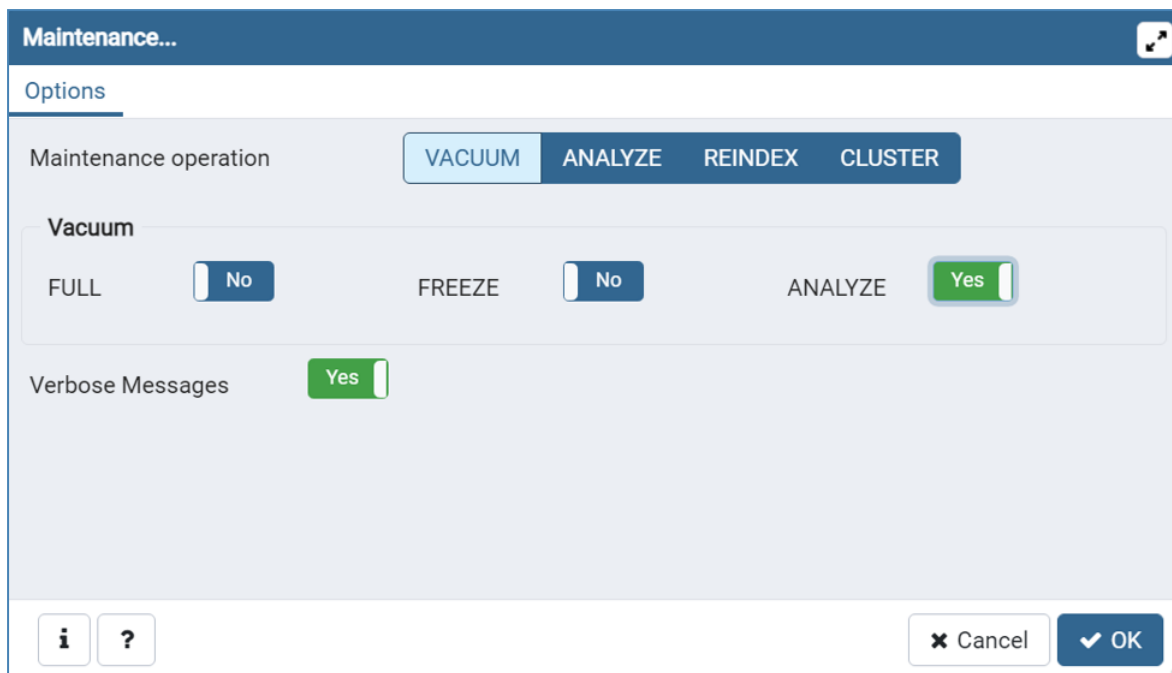 Maintenance...
Options
Maintenance operation VACUUM ANALYZE REINDEX CLUSTER
Vacuum
FULL No FREEZE No ANALYZE Yes
Verbose Messages Yes
i ? Cancel OK